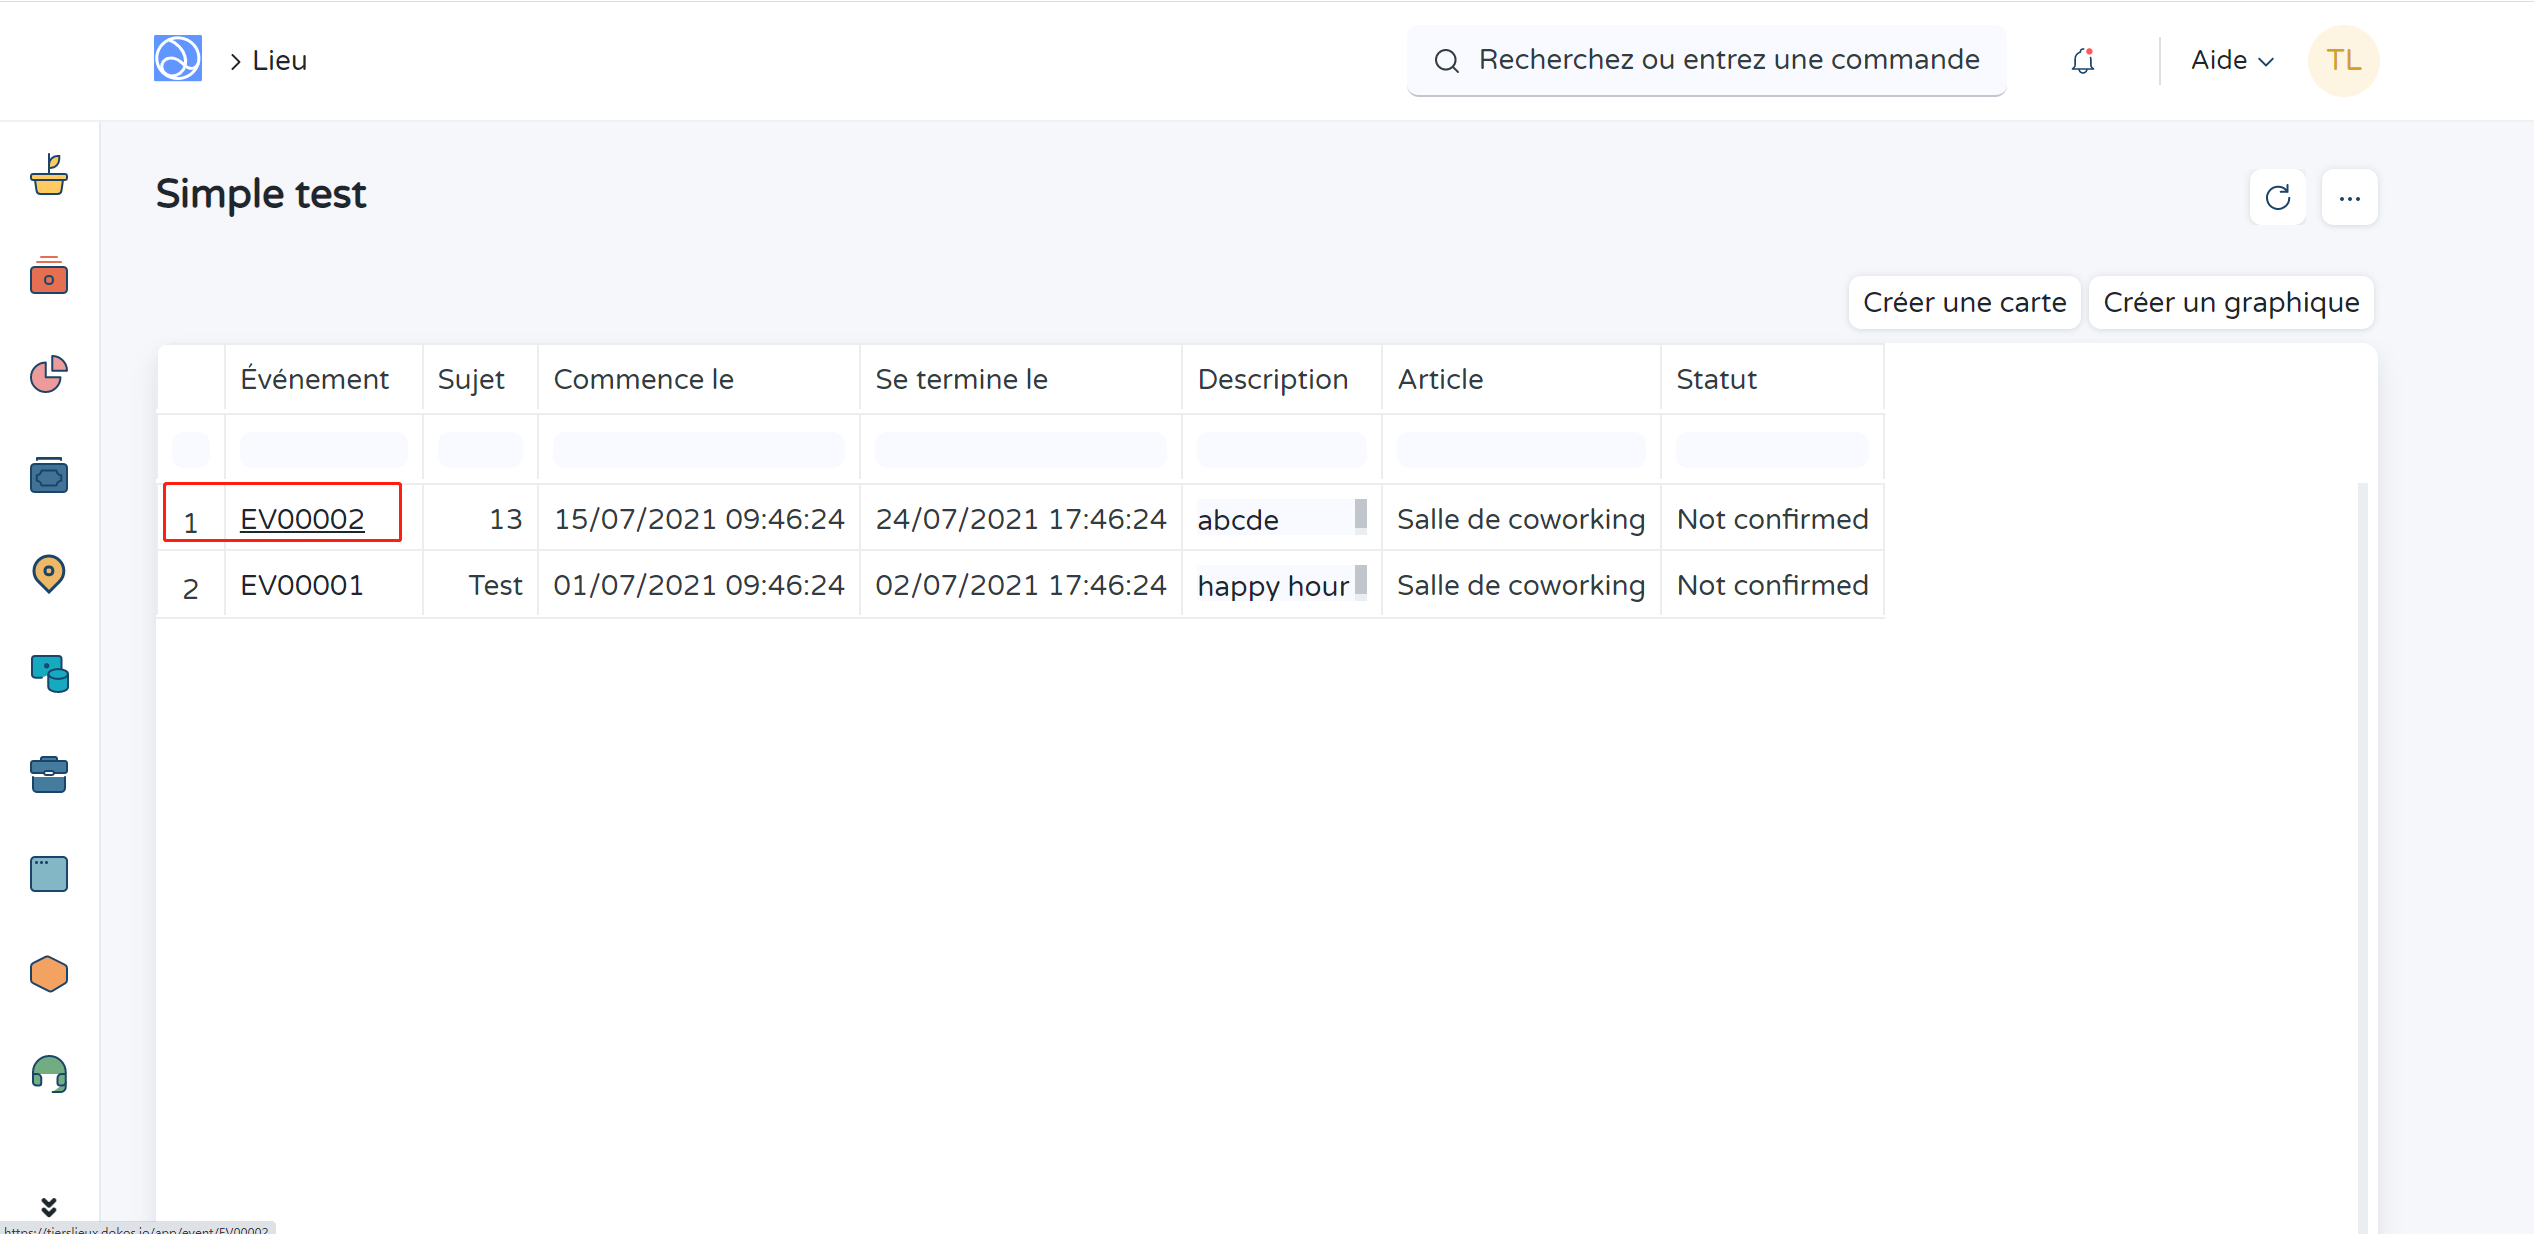 Lieu
Recherchez ou entrez une commande
Aide
TL
Simple test
...
Créer une carte
Créer un graphique
Événement Sujet Commence le Se termine le Description Article Statut
1 EV00002 13 15/07/2021 09:46:24 24/07/2021 17:46:24 abcde Salle de coworking Not confirmed
2 EV00001 Test 01/07/2021 09:46:24 02/07/2021 17:46:24 happy hour Salle de coworking Not confirmed
https://tierslieux.dokos.io/app/event/EV00002